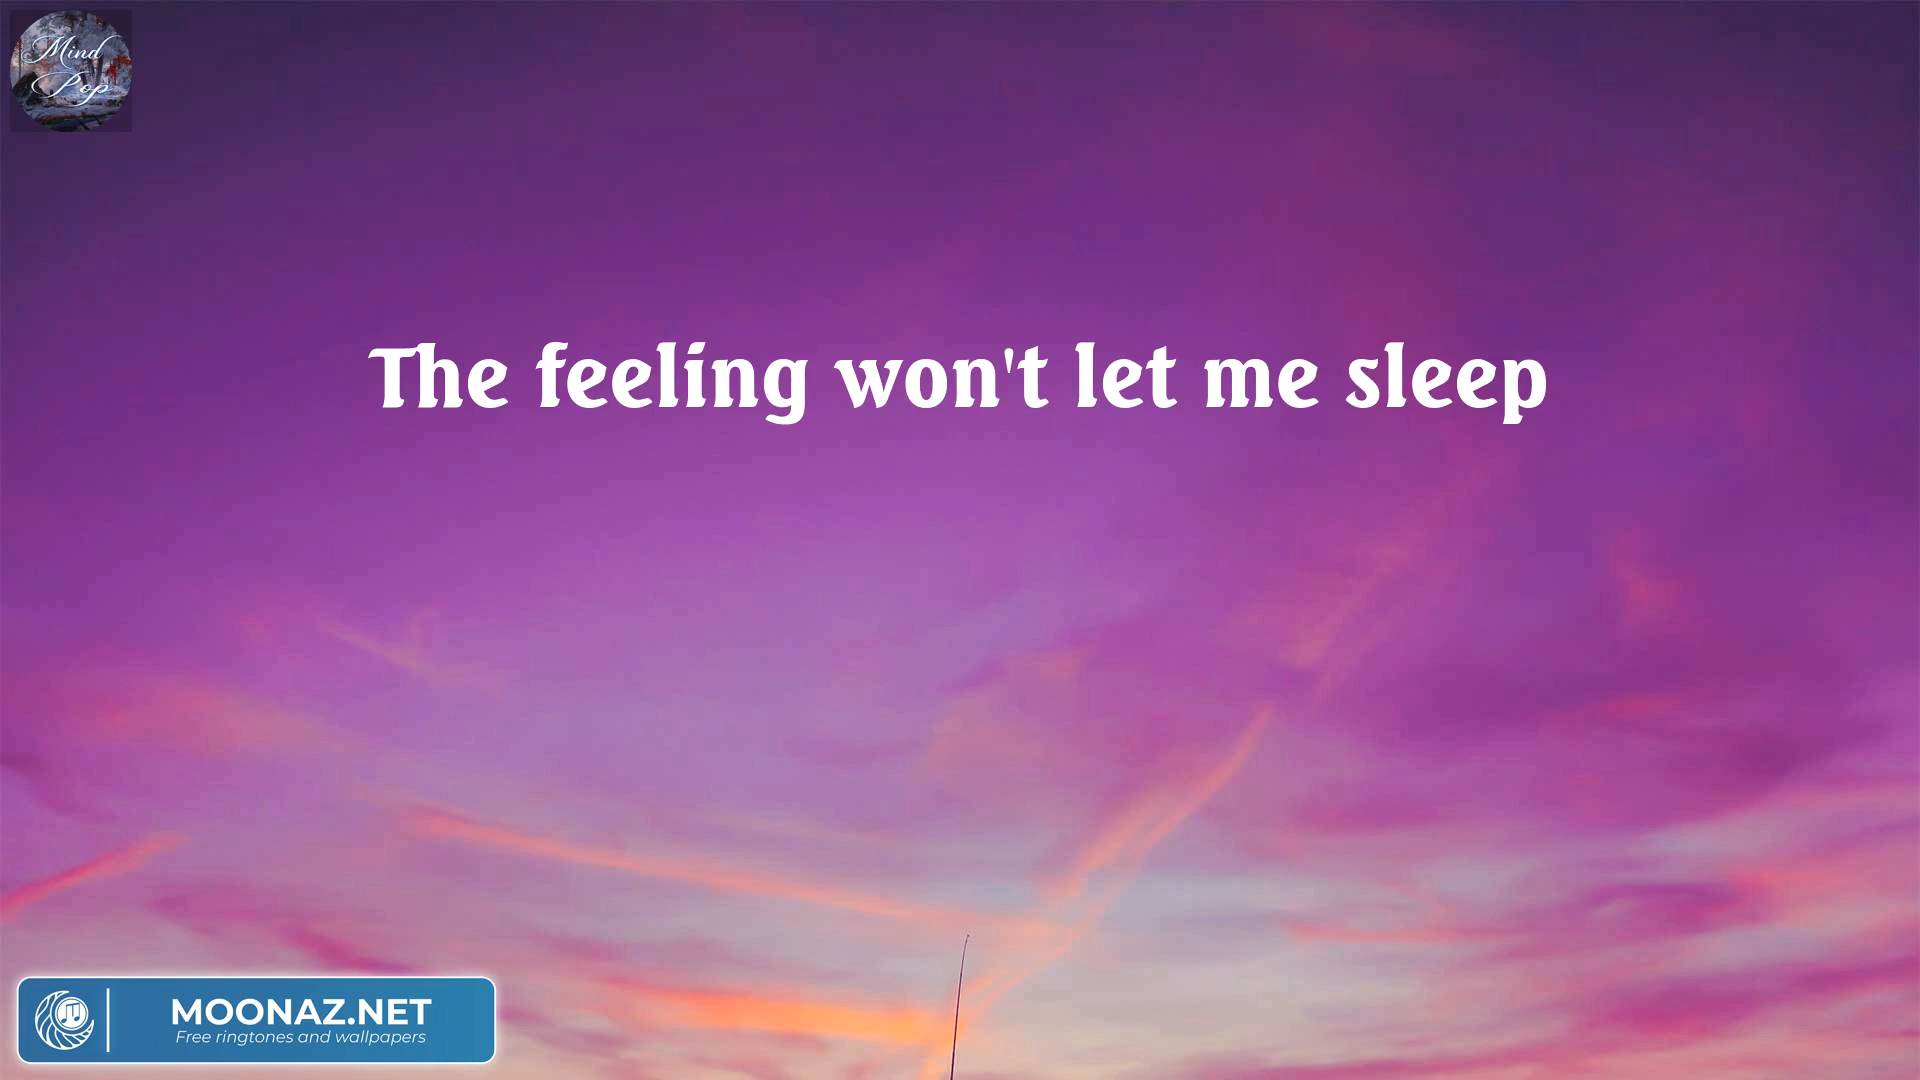 Mind
Pop
The feeling won't let me sleep
MOONAZ.NET
Free ringtones and wallpapers